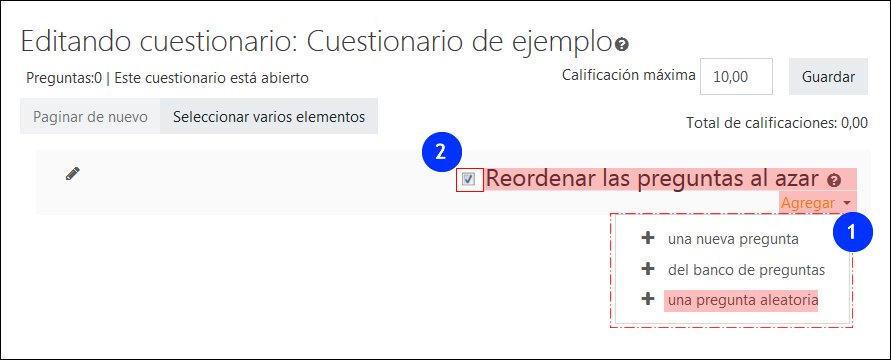 Editando cuestionario: Cuestionario de ejemplo
Preguntas:0 | Este cuestionario está abierto
Calificación máxima 10,00 Guardar
Paginar de nuevo Seleccionar varios elementos
Total de calificaciones: 0,00
2
Reordenar las preguntas al azar
Agregar
1
una nueva pregunta
del banco de preguntas
una pregunta aleatoria